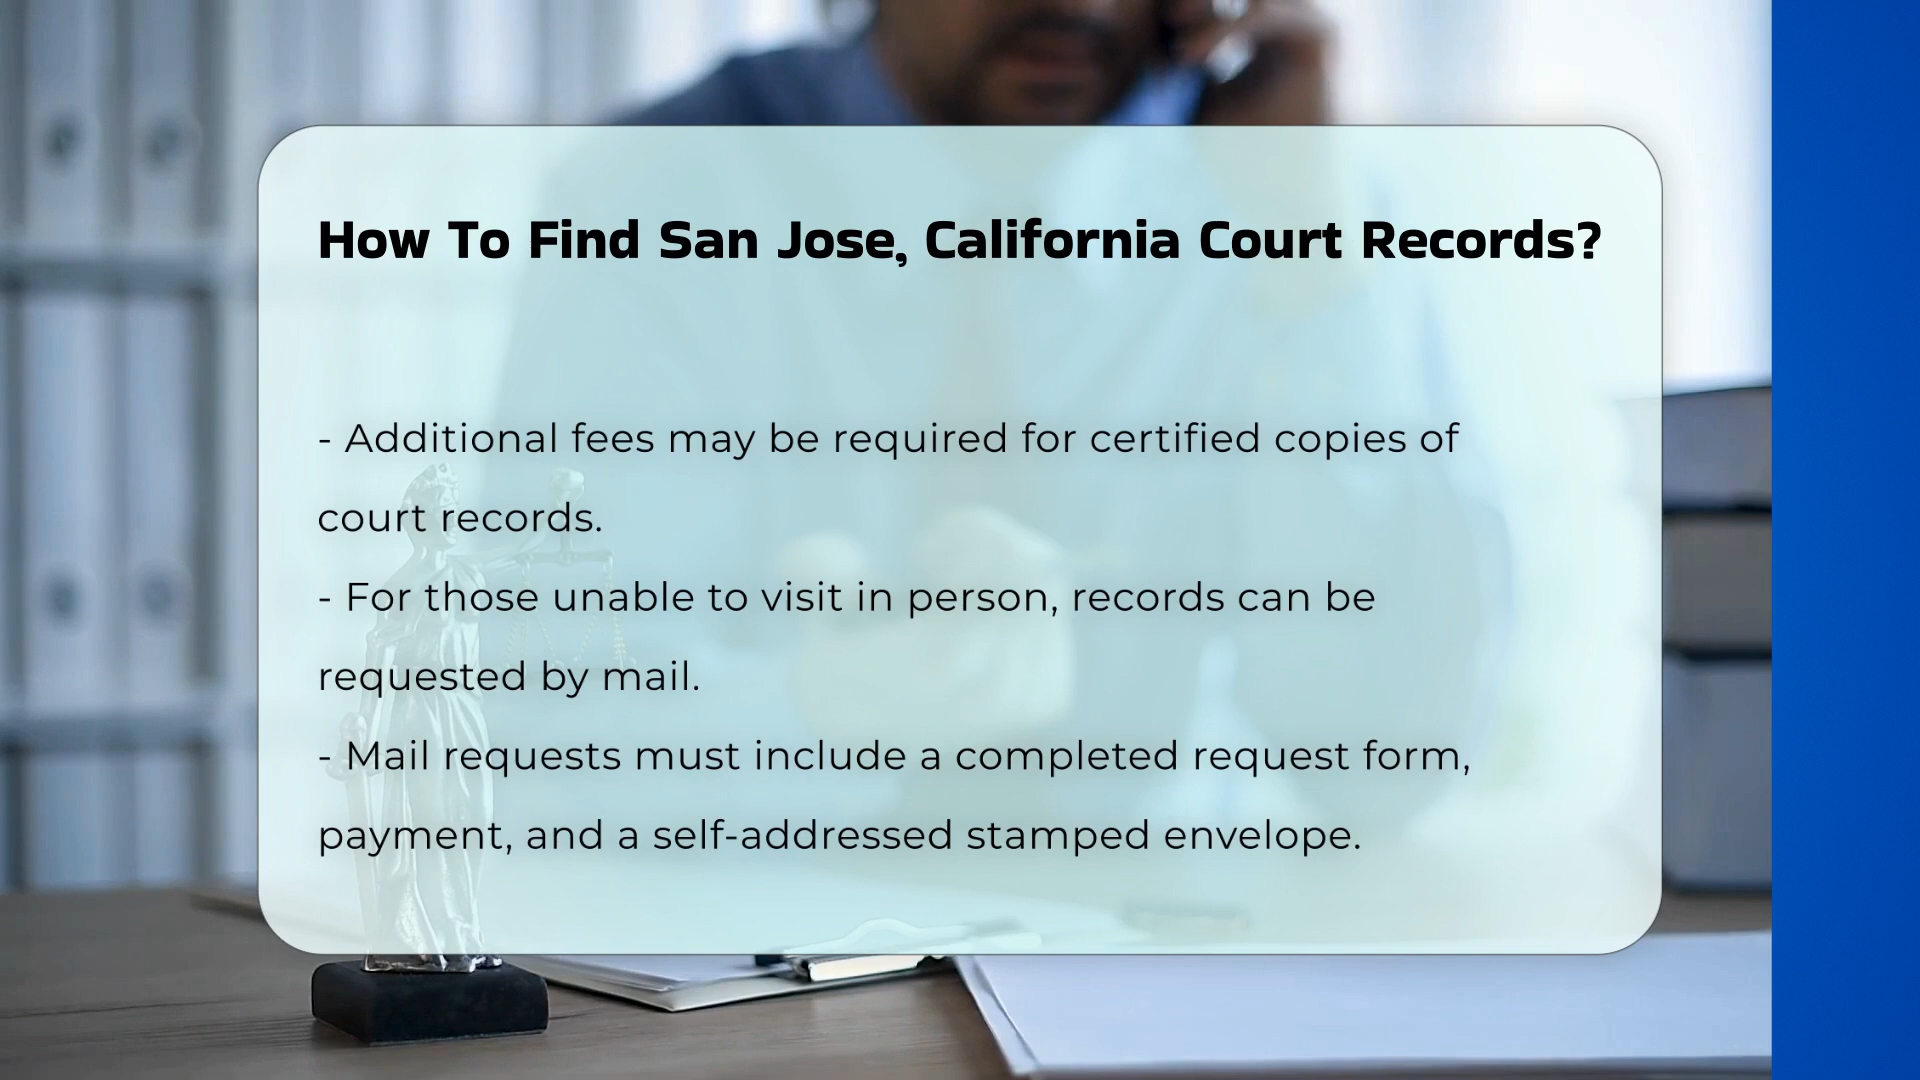 How To Find San Jose, California Court Records?
- Additional fees may be required for certified copies of
court records.
- For those unable to visit in person, records can be
requested by mail.
- Mail requests must include a completed request form,
payment, and a self-addressed stamped envelope.